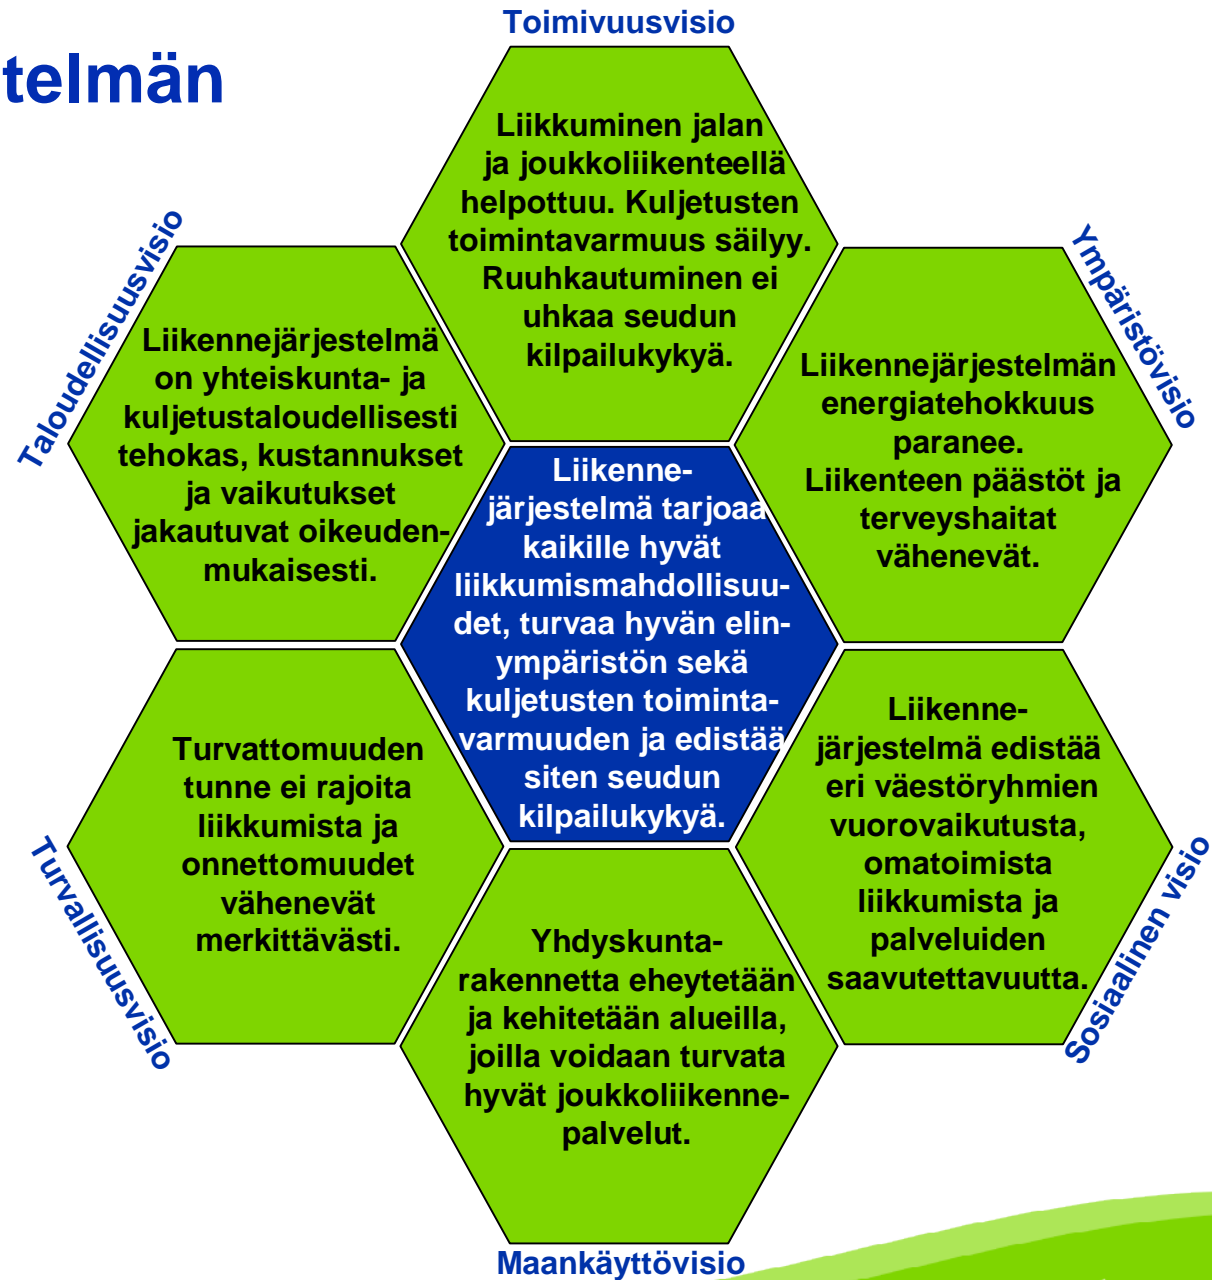 Toimivuusvisio
telmän
Liikkuminen jalan
ja joukkoliikenteellä
helpottuu. Kuljetusten
toimintavarmuus säilyy.
Ruuhkautuminen ei
uhkaa seudun
kilpailukykyä.
Taloudellisuusvisio
Liikennejärjestelmä
on yhteiskunta- ja
kuljetustaloudellisesti
tehokas, kustannukset
ja vaikutukset
jakautuvat oikeuden-
mukaisesti.
Ympäristövisio
Liikennejärjestelmän
energiatehokkuus
paranee.
Liikenteen päästöt ja
terveyshaitat
vähenevät.
Liikenne-
järjestelmä tarjoaa
kaikille hyvät
liikkumismahdollisuu-
det, turvaa hyvän elin-
ympäristön sekä
kuljetusten toiminta-
varmuuden ja edistää
siten seudun
kilpailukykyä.
Turvallisuusvisio
Turvattomuuden
tunne ei rajoita
liikkumista ja
onnettomuudet
vähenevät
merkittävästi.
Liikenne-
järjestelmä edistää
eri väestöryhmien
vuorovaikutusta,
omatoimista
liikkumista ja
palveluiden
saavutettavuutta.
Sosiaalinen visio
Yhdyskunta-
rakennetta eheytetään
ja kehitetään alueilla,
joilla voidaan turvata
hyvät joukkoliikenne-
palvelut.
Maankäyttövisio